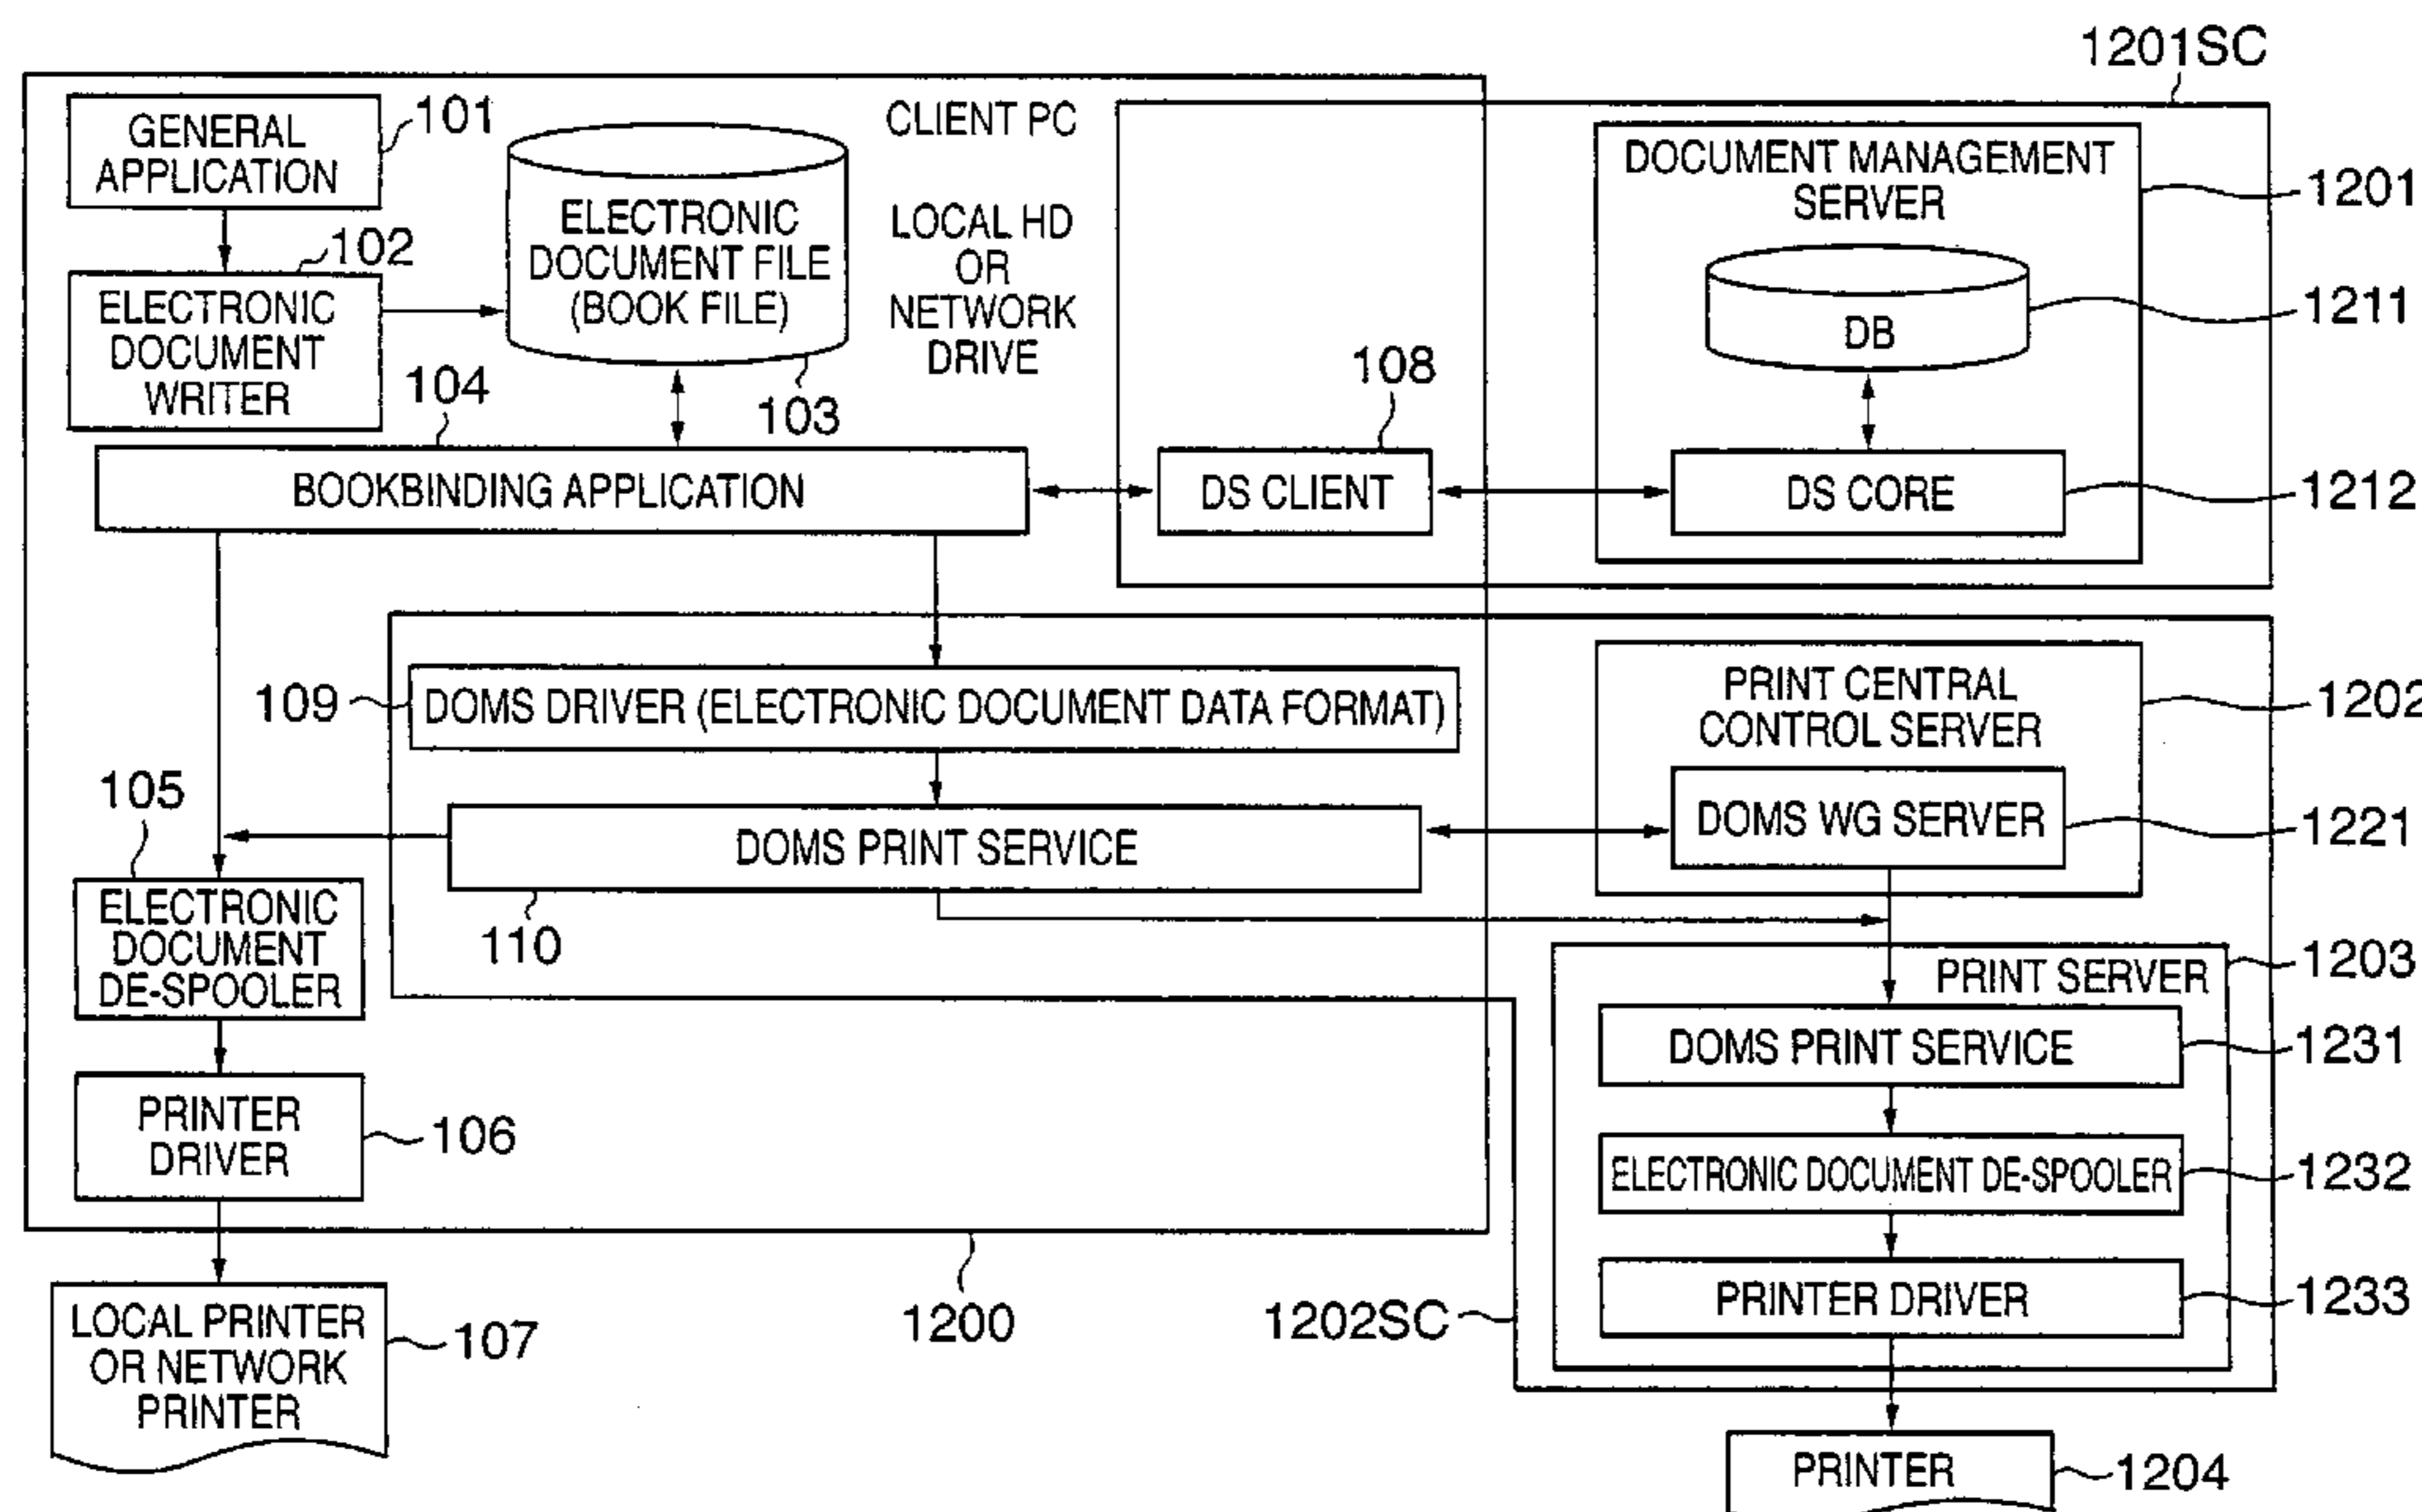 1201SC
GENERAL
APPLICATION
101
CLIENT PC
102
ELECTRONIC
DOCUMENT
WRITER
ELECTRONIC
DOCUMENT FILE
(BOOK FILE)
103
LOCAL HD
OR
NETWORK
DRIVE
DOCUMENT MANAGEMENT
SERVER
1201
DB
1211
104
BOOKBINDING APPLICATION
108
DS CLIENT
DS CORE
1212
109
DOMS DRIVER (ELECTRONIC DOCUMENT DATA FORMAT)
PRINT CENTRAL
CONTROL SERVER
1202
DOMS PRINT SERVICE
110
DOMS WG SERVER
1221
105
ELECTRONIC
DOCUMENT
DE-SPOOLER
PRINT SERVER
1203
DOMS PRINT SERVICE
1231
PRINTER
DRIVER
106
ELECTRONIC DOCUMENT DE-SPOOLER
1232
PRINTER DRIVER
1233
1200
1202SC
LOCAL PRINTER
OR NETWORK
PRINTER
107
PRINTER
1204